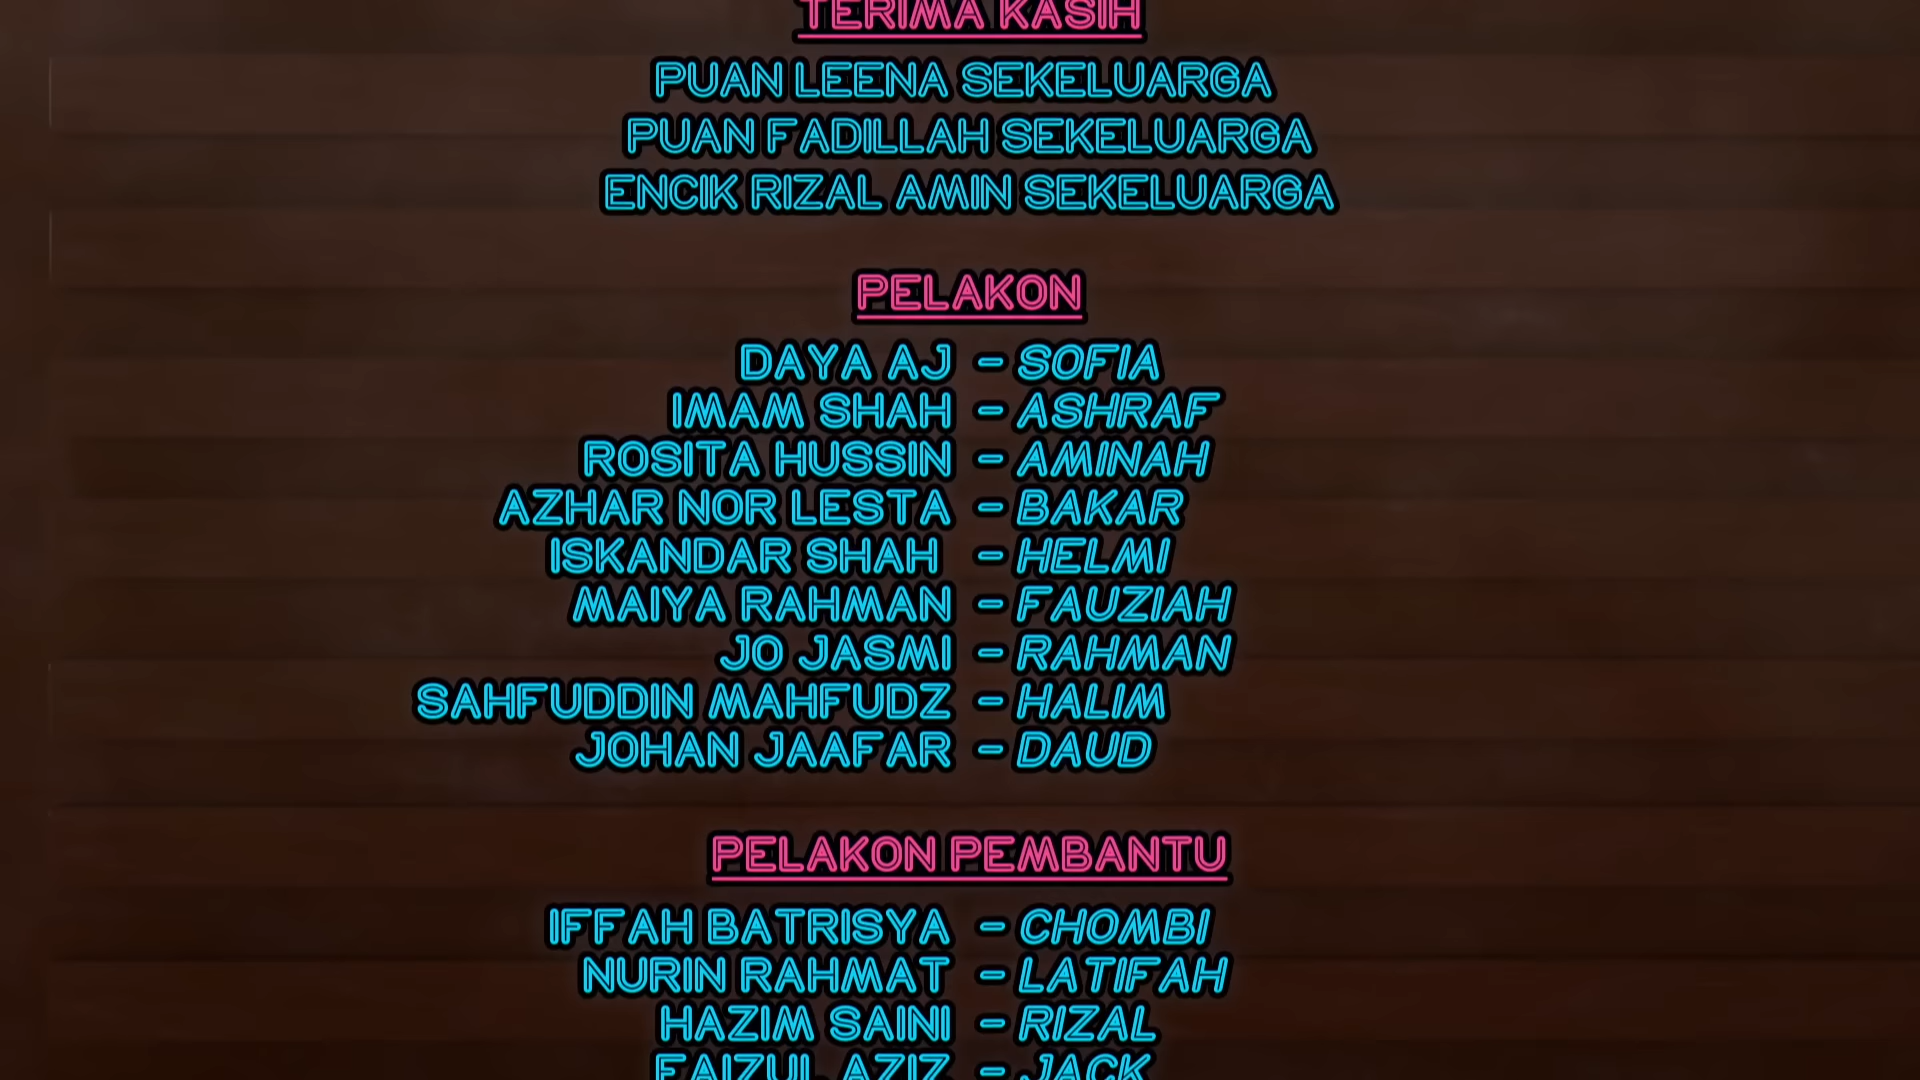 TERIMA KASIH
PUAN LEENA SEKELUARGA
PUAN FADILLAH SEKELUARGA
ENCIK RIZAL AMIN SEKELUARGA
PELAKON
DAYA AJ - SOFIA
IMAM SHAH - ASHRAF
ROSITA HUSSIN - AMINAH
AZHAR NOR LESTA - BAKAR
ISKANDAR SHAH - HELMI
MAIYA RAHMAN - FAUZIAH
JO JASMI - RAHMAN
SAHFUDDIN MAHFUDZ - HALIM
JOHAN JAAFAR - DAUD
PELAKON PEMBANTU
IFFAH BATRISYA - CHOMBI
NURIN RAHMAT - LATIFAH
HAZIM SAINI - RIZAL
FAIZUL AZIZ - JACK